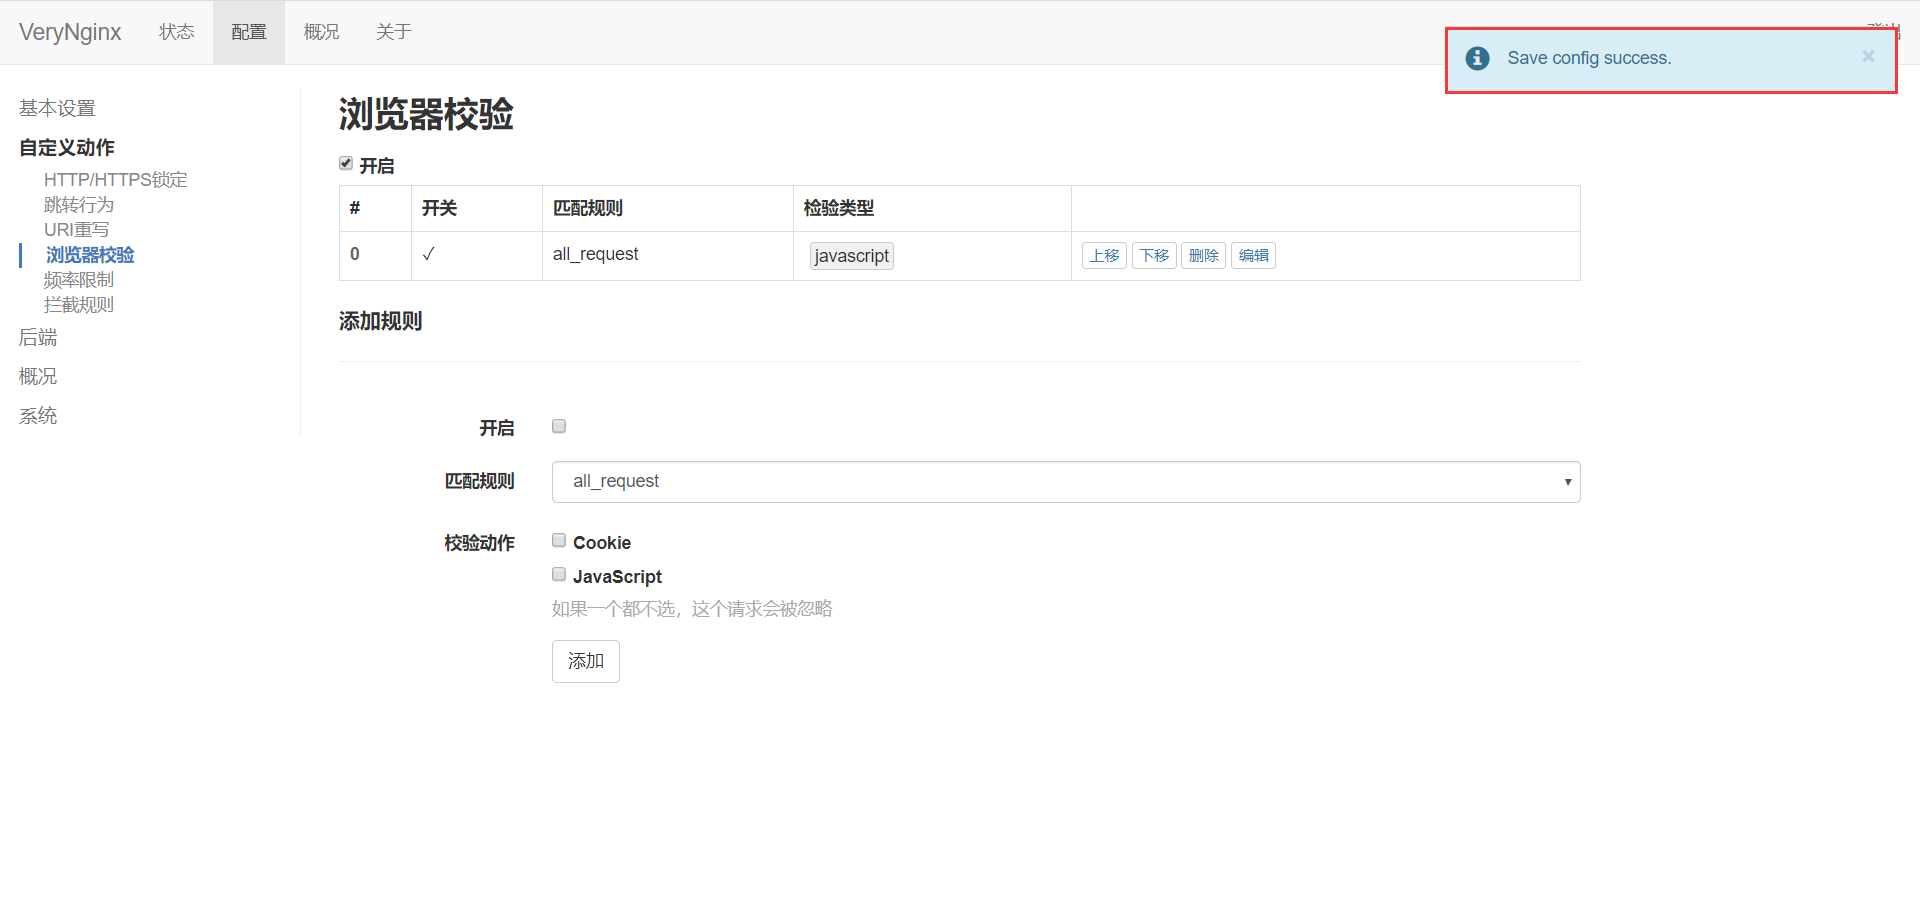 VeryNginx 状态 配置 概况 关于
Save config success. ×
基本设置
自定义动作
HTTP/HTTPS锁定
跳转行为
URI重写
浏览器校验
频率限制
拦截规则
后端
概况
系统
浏览器校验
开启
# 开关 匹配规则 检验类型
0 ✓ all_request javascript 上移 下移 删除 编辑
添加规则
开启
匹配规则 all_request
校验动作 Cookie
JavaScript
如果一个都不选，这个请求会被忽略
添加